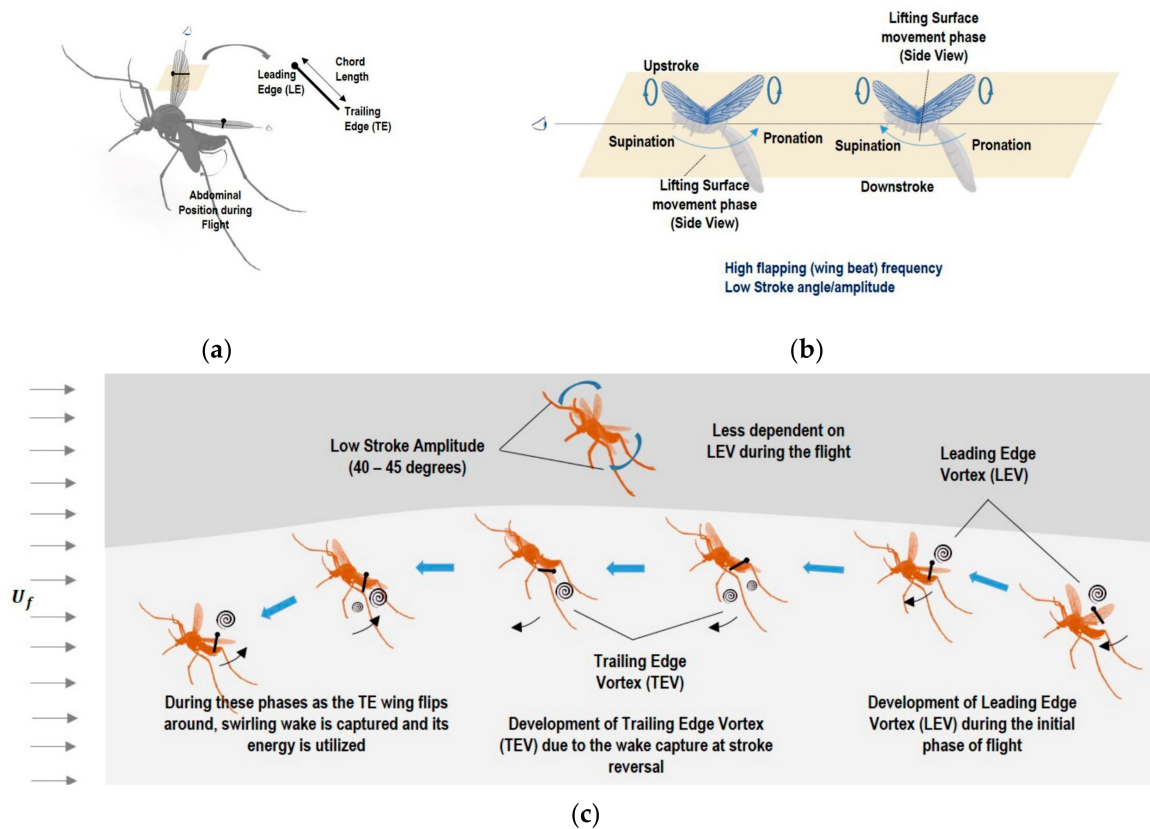 Leading
Edge (LE)
Chord
Length
Trailing
Edge (TE)
Abdominal
Position during
Flight
(a)
Lifting Surface
movement phase
(Side View)
Upstroke
Supination
Pronation
Supination
Pronation
Lifting Surface
movement phase
(Side View)
Downstroke
High flapping (wing beat) frequency
Low Stroke angle/amplitude
(b)
Low Stroke Amplitude
(40 – 45 degrees)
Less dependent on
LEV during the flight
Leading Edge
Vortex (LEV)
U_f
Trailing Edge
Vortex (TEV)
During these phases as the TE wing flips
around, swirling wake is captured and its
energy is utilized
Development of Trailing Edge Vortex
(TEV) due to the wake capture at stroke
reversal
Development of Leading Edge
Vortex (LEV) during the initial
phase of flight
(c)